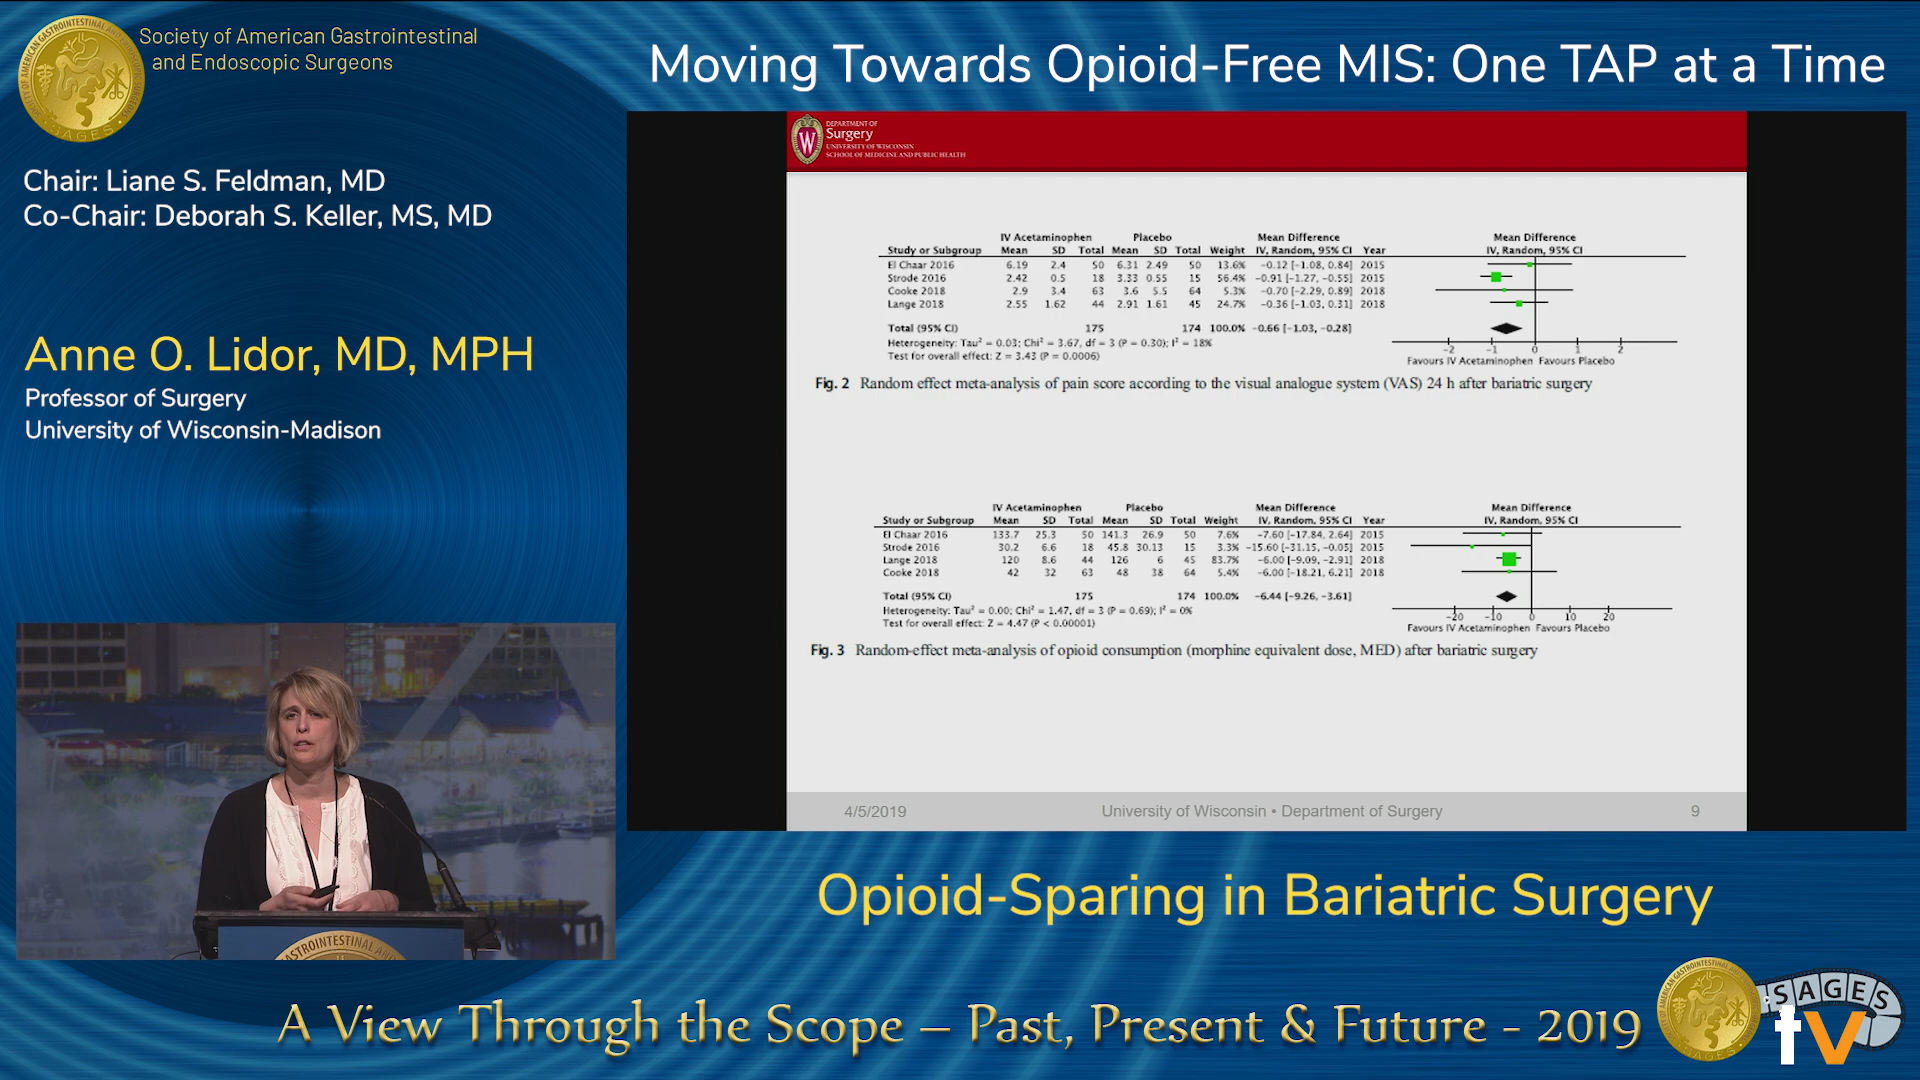 Society of American Gastrointestinal
and Endoscopic Surgeons
Moving Towards Opioid-Free MIS: One TAP at a Time
Chair: Liane S. Feldman, MD
Co-Chair: Deborah S. Keller, MS, MD
Anne O. Lidor, MD, MPH
Professor of Surgery
University of Wisconsin-Madison
W
DEPARTMENT OF
Surgery
UNIVERSITY OF WISCONSIN
SCHOOL OF MEDICINE AND PUBLIC HEALTH
IV Acetaminophen Placebo Mean Difference Mean Difference
Study or Subgroup Mean SD Total Mean SD Total Weight IV, Random, 95% CI Year IV, Random, 95% CI
El Chaar 2016 6.19 2.4 50 6.31 2.49 50 13.6% -0.12 [-1.08, 0.84] 2015
Strode 2016 2.42 0.5 18 3.33 0.55 15 56.4% -0.91 [-1.27, -0.55] 2015
Cooke 2018 2.9 3.4 63 3.6 5.5 64 5.3% -0.70 [-2.29, 0.89] 2018
Lange 2018 2.55 1.62 44 2.91 1.61 45 24.7% -0.36 [-1.03, 0.31] 2018
Total (95% CI) 175 174 100.0% -0.66 [-1.03, -0.28]
Heterogeneity: Tau² = 0.03; Chi² = 3.67, df = 3 (P = 0.30); I² = 18%
Test for overall effect: Z = 3.43 (P = 0.0006)
-2 -1 0 1 2
Favours IV Acetaminophen Favours Placebo
Fig. 2 Random effect meta-analysis of pain score according to the visual analogue system (VAS) 24 h after bariatric surgery
IV Acetaminophen Placebo Mean Difference Mean Difference
Study or Subgroup Mean SD Total Mean SD Total Weight IV, Random, 95% CI Year IV, Random, 95% CI
El Chaar 2016 133.7 25.3 50 141.3 26.9 50 7.6% -7.60 [-17.84, 2.64] 2015
Strode 2016 30.2 6.6 18 45.8 30.13 15 3.3% -15.60 [-31.15, -0.05] 2015
Lange 2018 120 8.6 44 126 6 45 83.7% -6.00 [-9.09, -2.91] 2018
Cooke 2018 42 32 63 48 38 64 5.4% -6.00 [-18.21, 6.21] 2018
Total (95% CI) 175 174 100.0% -6.44 [-9.26, -3.61]
Heterogeneity: Tau² = 0.00; Chi² = 1.47, df = 3 (P = 0.69); I² = 0%
Test for overall effect: Z = 4.47 (P < 0.00001)
-20 -10 0 10 20
Favours IV Acetaminophen Favours Placebo
Fig. 3 Random-effect meta-analysis of opioid consumption (morphine equivalent dose, MED) after bariatric surgery
4/5/2019 University of Wisconsin • Department of Surgery 9
Opioid-Sparing in Bariatric Surgery
A View Through the Scope – Past, Present & Future - 2019
SAGES
tv